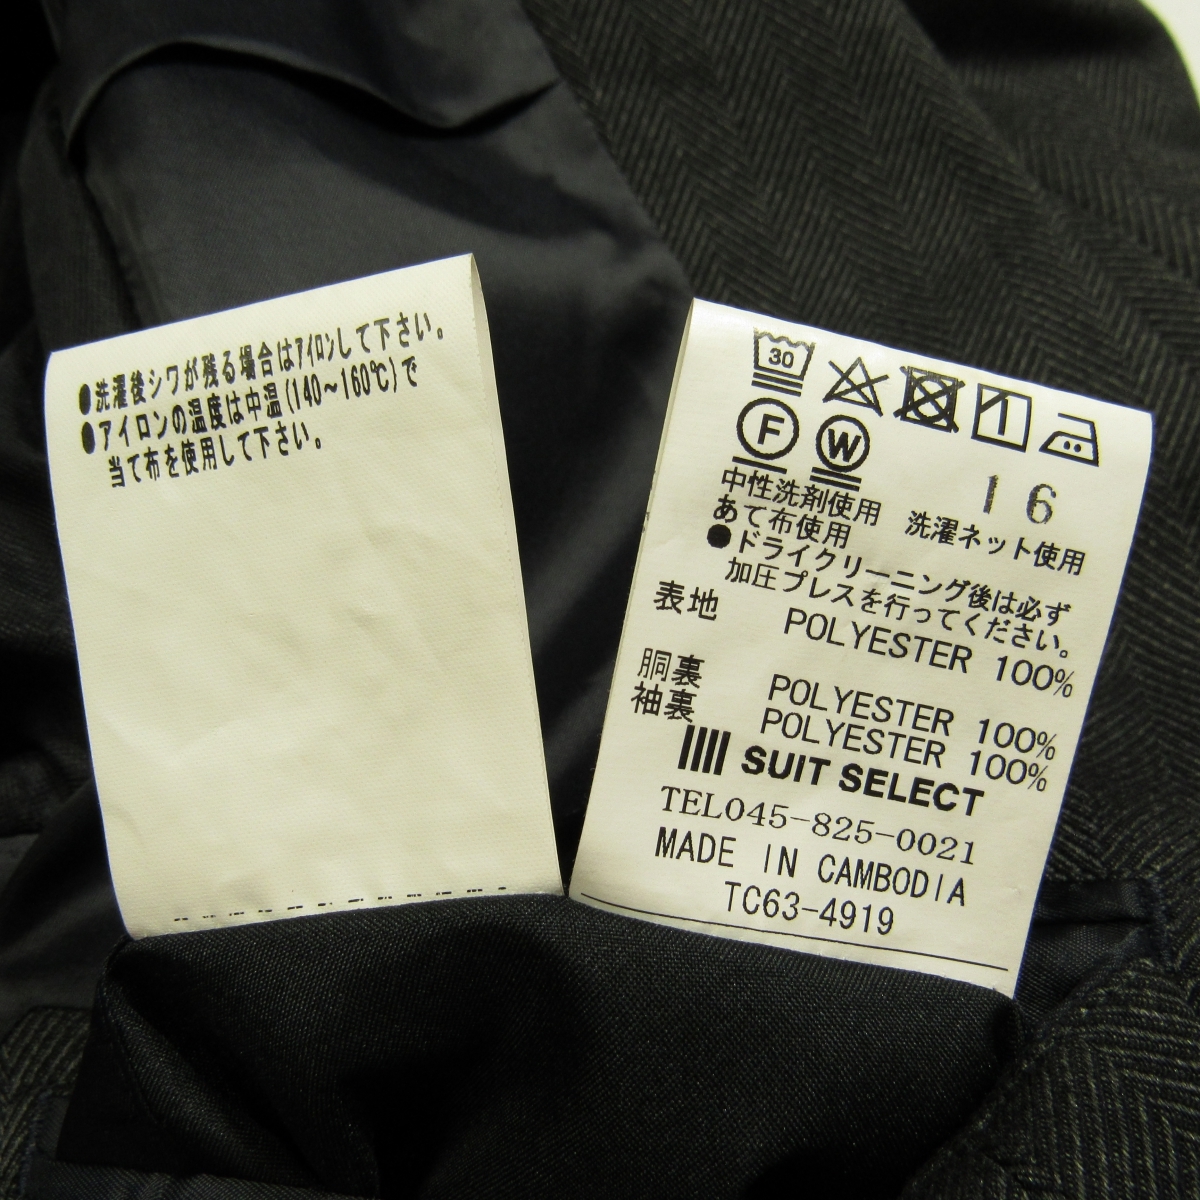 ●洗濯後シワが残る場合はアイロンして下さい。
●アイロンの温度は中温(140～160℃)で
当て布を使用して下さい。
30
F W
16
中性洗剤使用 洗濯ネット使用
あて布使用
●ドライクリーニング後は必ず
加圧プレスを行ってください。
表地 POLYESTER 100%
胴裏 POLYESTER 100%
袖裏 POLYESTER 100%
SUIT SELECT
TEL045-825-0021
MADE IN CAMBODIA
TC63-4919